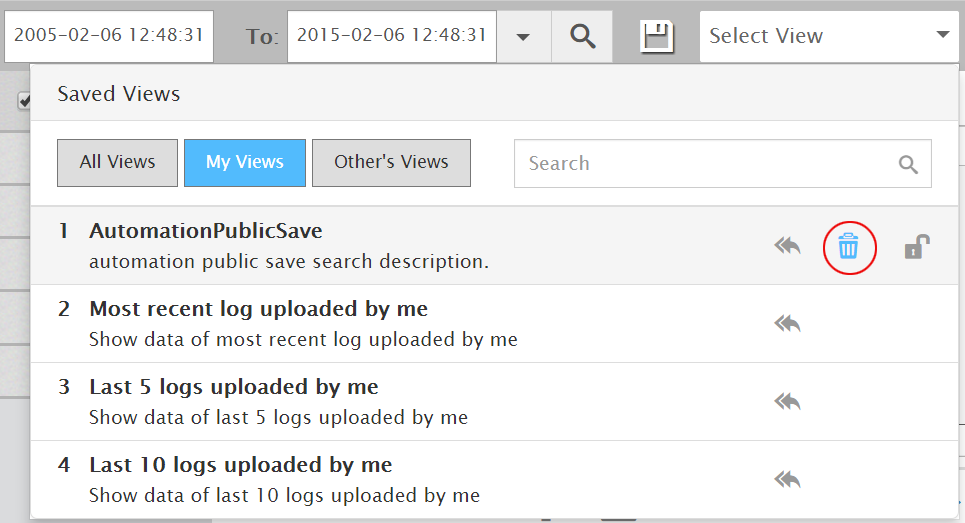 2005-02-06 12:48:31 To: 2015-02-06 12:48:31 Select View
Saved Views
All Views My Views Other's Views Search
1 AutomationPublicSave
automation public save search description.
2 Most recent log uploaded by me
Show data of most recent log uploaded by me
3 Last 5 logs uploaded by me
Show data of last 5 logs uploaded by me
4 Last 10 logs uploaded by me
Show data of last 10 logs uploaded by me